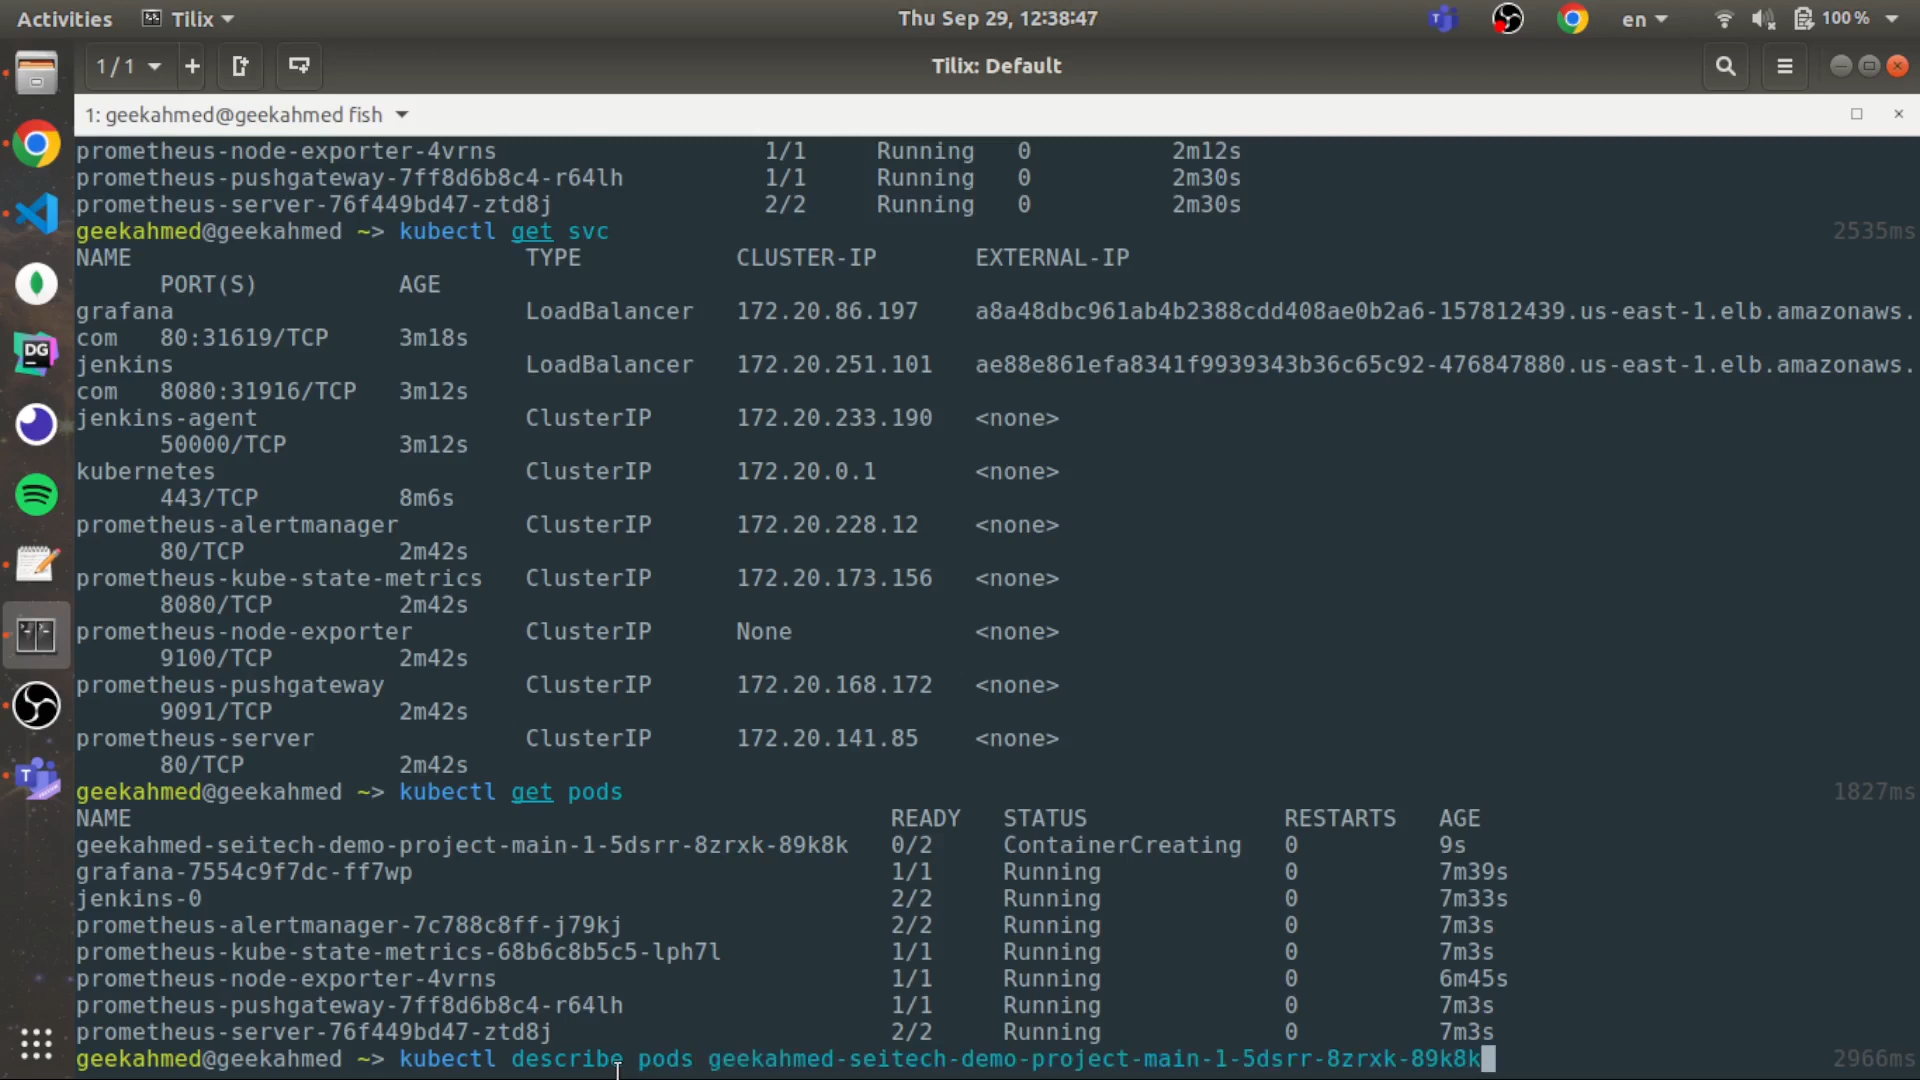 Activities Tilix Thu Sep 29, 12:38:47 en 100 %
1 / 1 Tilix: Default
1: geekahmed@geekahmed fish
prometheus-node-exporter-4vrns 1/1 Running 0 2m12s
prometheus-pushgateway-7ff8d6b8c4-r64lh 1/1 Running 0 2m30s
prometheus-server-76f449bd47-ztd8j 2/2 Running 0 2m30s
geekahmed@geekahmed ~> kubectl get svc 2535ms
NAME TYPE CLUSTER-IP EXTERNAL-IP
PORT(S) AGE
grafana LoadBalancer 172.20.86.197 a8a48dbc961ab4b2388cdd408ae0b2a6-157812439.us-east-1.elb.amazonaws.
com 80:31619/TCP 3m18s
jenkins LoadBalancer 172.20.251.101 ae88e861efa8341f9939343b36c65c92-476847880.us-east-1.elb.amazonaws.
com 8080:31916/TCP 3m12s
jenkins-agent ClusterIP 172.20.233.190 <none>
50000/TCP 3m12s
kubernetes ClusterIP 172.20.0.1 <none>
443/TCP 8m6s
prometheus-alertmanager ClusterIP 172.20.228.12 <none>
80/TCP 2m42s
prometheus-kube-state-metrics ClusterIP 172.20.173.156 <none>
8080/TCP 2m42s
prometheus-node-exporter ClusterIP None <none>
9100/TCP 2m42s
prometheus-pushgateway ClusterIP 172.20.168.172 <none>
9091/TCP 2m42s
prometheus-server ClusterIP 172.20.141.85 <none>
80/TCP 2m42s
geekahmed@geekahmed ~> kubectl get pods 1827ms
NAME READY STATUS RESTARTS AGE
geekahmed-seitech-demo-project-main-1-5dsrr-8zrxk-89k8k 0/2 ContainerCreating 0 9s
grafana-7554c9f7dc-ff7wp 1/1 Running 0 7m39s
jenkins-0 2/2 Running 0 7m33s
prometheus-alertmanager-7c788c8ff-j79kj 2/2 Running 0 7m3s
prometheus-kube-state-metrics-68b6c8b5c5-lph7l 1/1 Running 0 7m3s
prometheus-node-exporter-4vrns 1/1 Running 0 6m45s
prometheus-pushgateway-7ff8d6b8c4-r64lh 1/1 Running 0 7m3s
prometheus-server-76f449bd47-ztd8j 2/2 Running 0 7m3s
geekahmed@geekahmed ~> kubectl describe pods geekahmed-seitech-demo-project-main-1-5dsrr-8zrxk-89k8k 2966ms